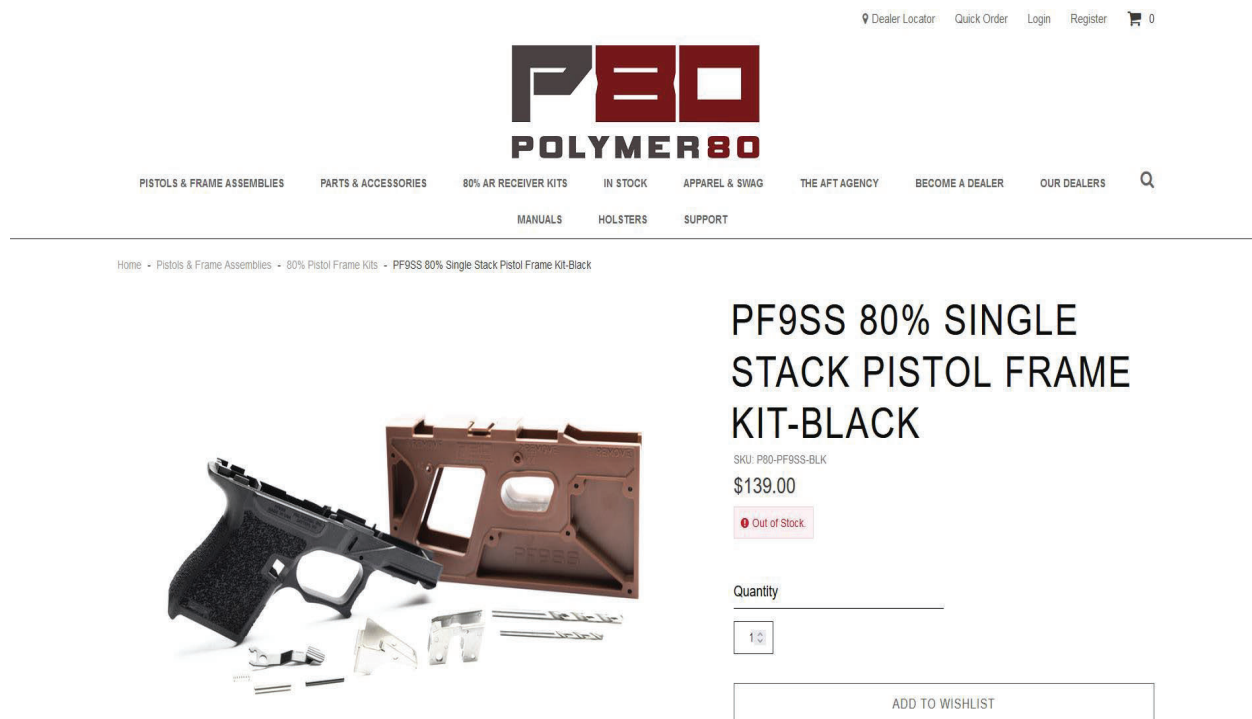 Dealer Locator Quick Order Login Register 0
P80
POLYMER80
PISTOLS & FRAME ASSEMBLIES PARTS & ACCESSORIES 80% AR RECEIVER KITS IN STOCK APPAREL & SWAG THE AFT AGENCY BECOME A DEALER OUR DEALERS
MANUALS HOLSTERS SUPPORT
Home - Pistols & Frame Assemblies - 80% Pistol Frame Kits - PF9SS 80% Single Stack Pistol Frame Kit-Black
PF9SS 80% SINGLE
STACK PISTOL FRAME
KIT-BLACK
SKU: P80-PF9SS-BLK
$139.00
Out of Stock.
Quantity
1
ADD TO WISHLIST
REMOVE
PF9SS